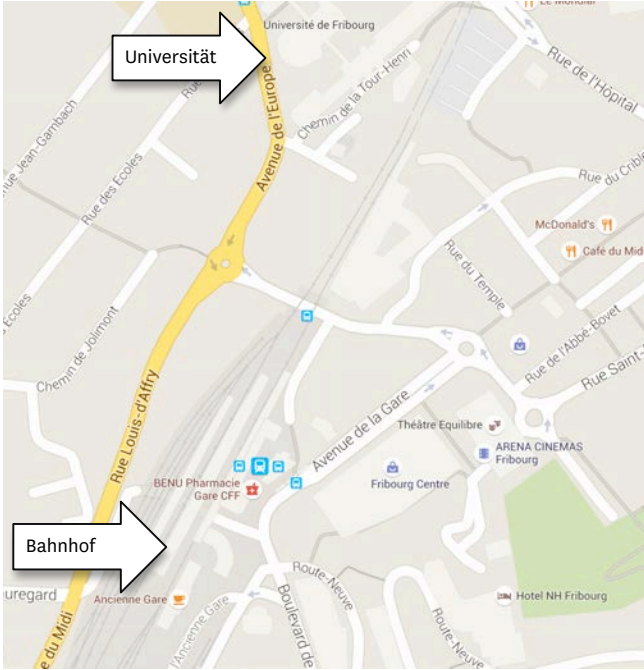 Le Mondial
Université de Fribourg
Universität
Rue de l'Hôpital
Chemin de la Tour-Henri
Avenue de l'Europe
Jean-Gambach
Rue des Ecoles
Rue du Criblet
McDonald's
Café du Midi
Rue du Temple
Ecoles
Chemin de Jolimont
Rue de l'Abbé-Bovet
Rue Saint-
Rue Louis-d'Affry
Avenue de la Gare
Théâtre Equilibre
ARENA CINEMAS
Fribourg
BENU Pharmacie
Gare CFF
Fribourg Centre
Bahnhof
Route-Neuve
uregard
Ancienne Gare
l'Ancienne Gare
Boulevard de
Hotel NH Fribourg
Route-Neuve
e du Midi